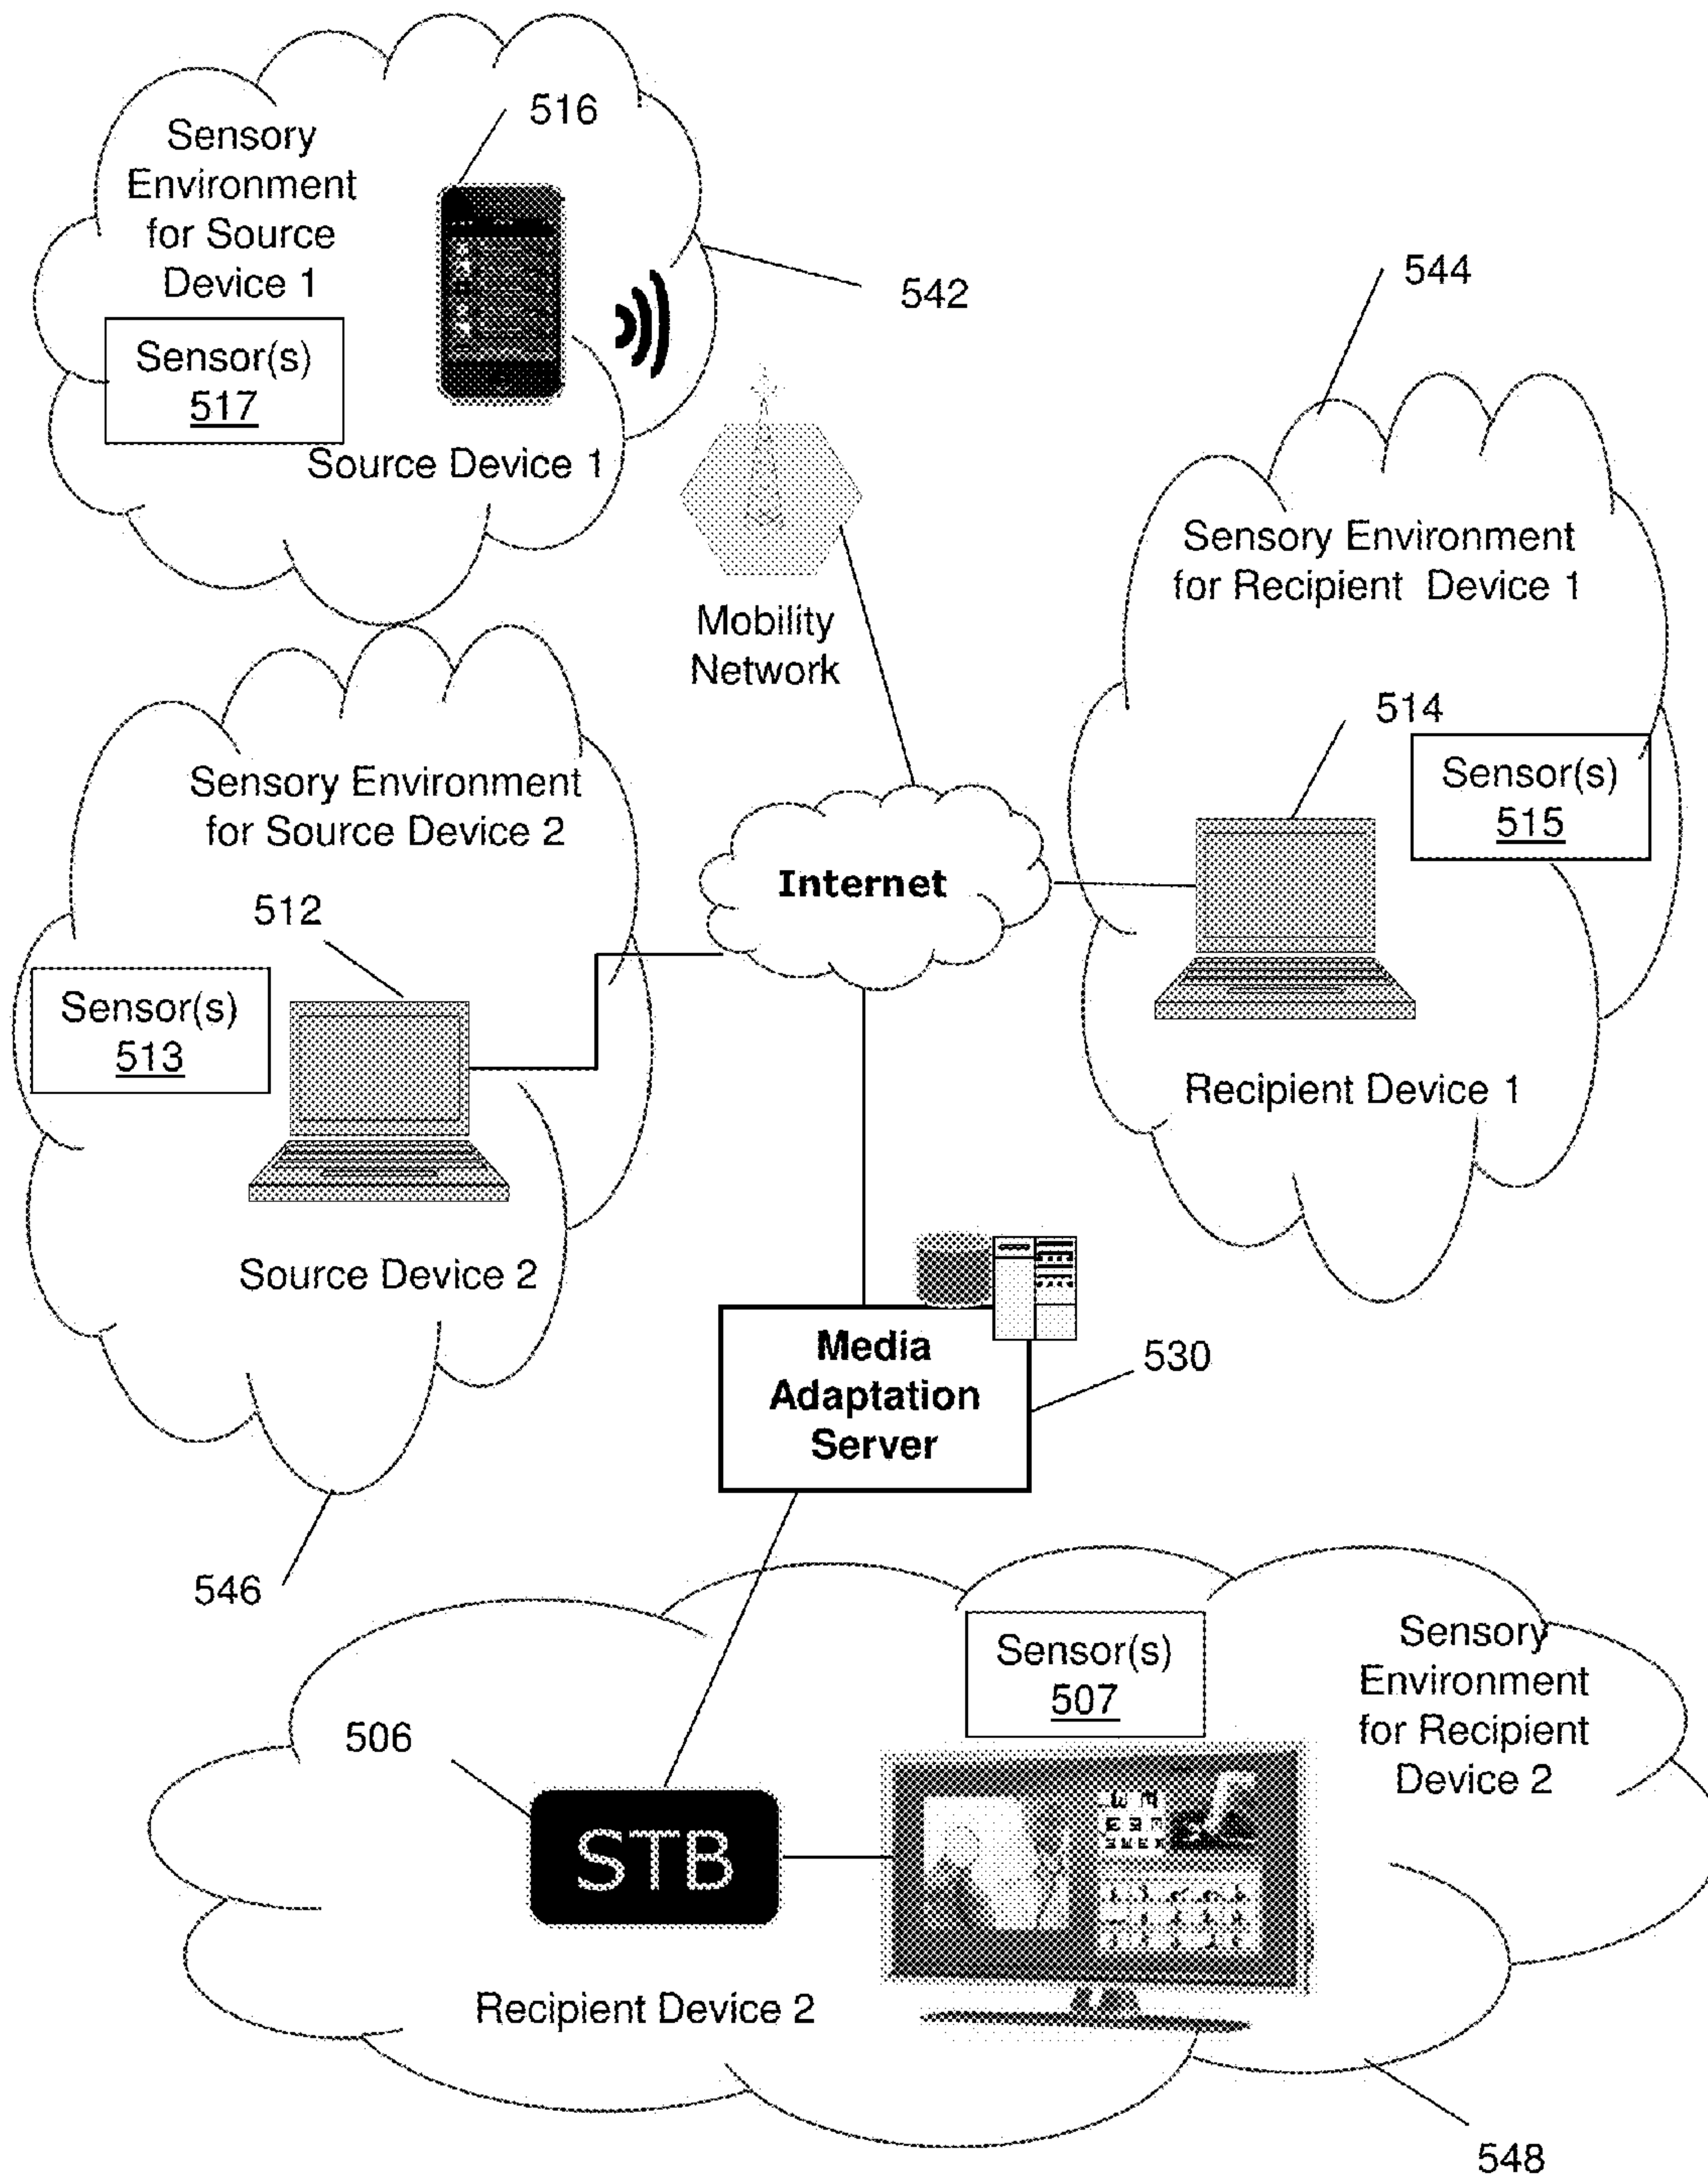 516
Sensory
Environment
for Source
Device 1
542
Sensor(s)
517
Source Device 1
544
Mobility
Network
Sensory Environment
for Recipient Device 1
514
Sensor(s)
515
Recipient Device 1
Sensory Environment
for Source Device 2
512
Sensor(s)
513
Source Device 2
Internet
Media
Adaptation
Server
530
546
Sensor(s)
507
Sensory
Environment
for Recipient
Device 2
506
STB
Recipient Device 2
548